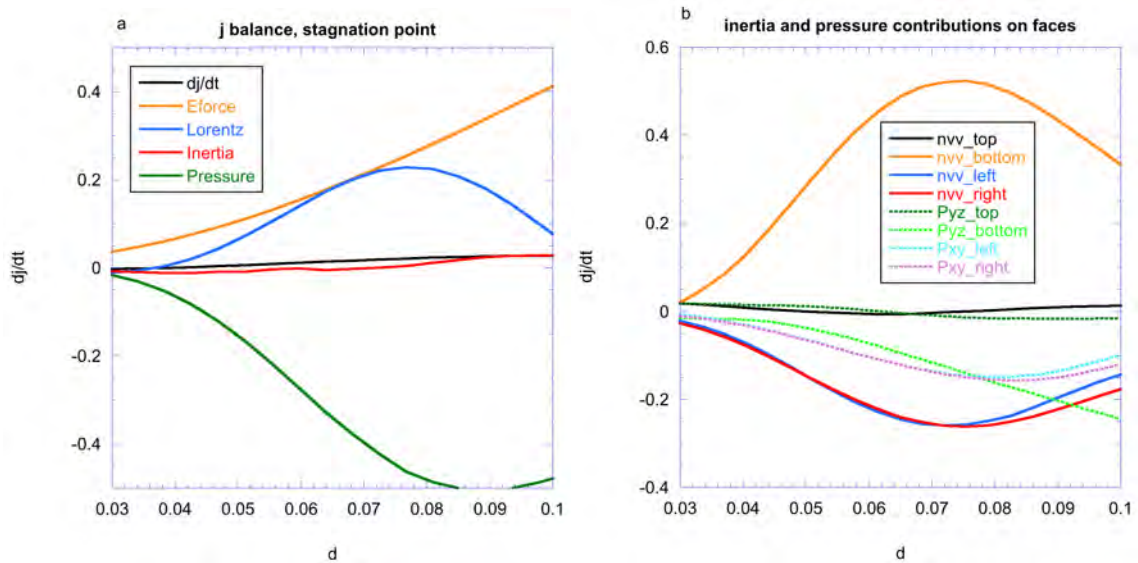 a
j balance, stagnation point
dj/dt
Eforce
Lorentz
Inertia
Pressure
0.4
0.2
0
-0.2
-0.4
dj/dt
0.03 0.04 0.05 0.06 0.07 0.08 0.09 0.1
d
b
inertia and pressure contributions on faces
nvv_top
nvv_bottom
nvv_left
nvv_right
Pyz_top
Pyz_bottom
Pxy_left
Pxy_right
0.6
0.4
0.2
0
-0.2
-0.4
dj/dt
0.03 0.04 0.05 0.06 0.07 0.08 0.09 0.1
d